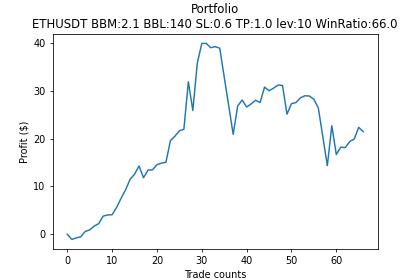 Portfolio
ETHUSDT BBM:2.1 BBL:140 SL:0.6 TP:1.0 lev:10 WinRatio:66.0
40
30
20
10
0
Profit ($)
0 10 20 30 40 50 60
Trade counts